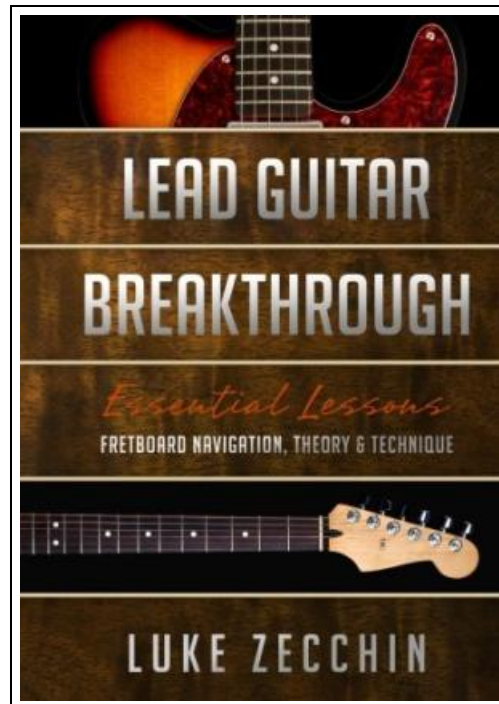 LEAD GUITAR
BREAKTHROUGH
Essential Lessons
FRETBOARD NAVIGATION, THEORY & TECHNIQUE
LUKE ZECCHIN